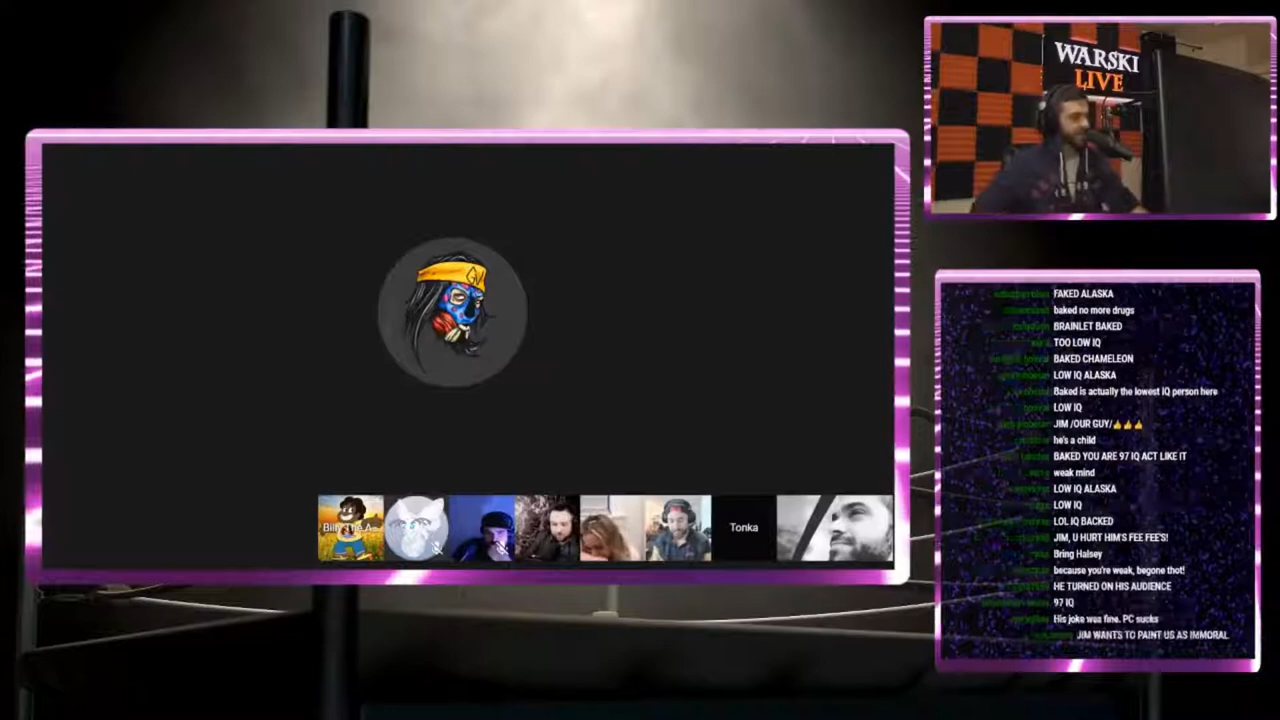 WARSKI
LIVE
GV
Billy The A-
Tonka
FAKED ALASKA
baked no more drugs
BRAINLET BAKED
TOO LOW IQ
BAKED CHAMELEON
LOW IQ ALASKA
Baked is actually the lowest IQ person here
LOW IQ
JIM /OUR GUY/👍👍👍
he's a child
BAKED YOU ARE 97 IQ ACT LIKE IT
weak mind
LOW IQ ALASKA
LOW IQ
LOL IQ BACKED
JIM, U HURT HIM'S FEE FEE'S!
Bring Halsey
because you're weak, begone thot!
HE TURNED ON HIS AUDIENCE
97 IQ
His joke was fine. PC sucks
JIM WANTS TO PAINT US AS IMMORAL